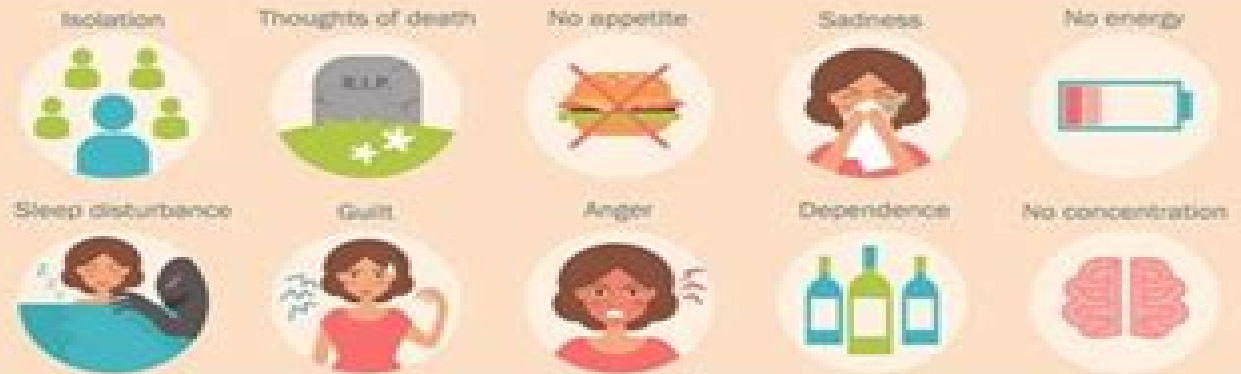 Isolation
Thoughts of death
No appetite
Sadness
No energy
R.I.P.
Sleep disturbance
Guilt
Anger
Dependence
No concentration